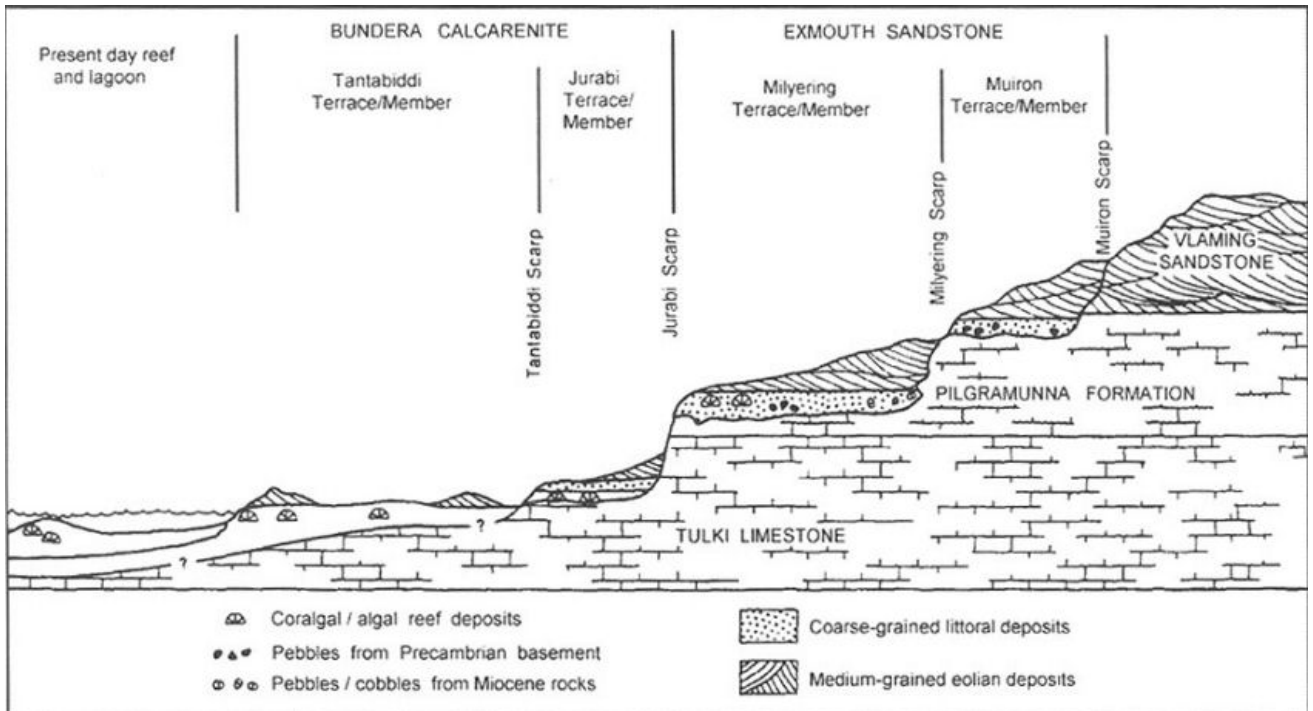 BUNDERA CALCARENITE
EXMOUTH SANDSTONE
Present day reef
and lagoon
Tantabiddi
Terrace/Member
Jurabi
Terrace/
Member
Milyering
Terrace/Member
Muiron
Terrace/Member
Tantabiddi Scarp
Jurabi Scarp
Milyering Scarp
Muiron Scarp
VLAMING
SANDSTONE
PILGRAMUNNA FORMATION
?
?
TULKI LIMESTONE
Coralgal / algal reef deposits
Pebbles from Precambrian basement
Pebbles / cobbles from Miocene rocks
Coarse-grained littoral deposits
Medium-grained eolian deposits